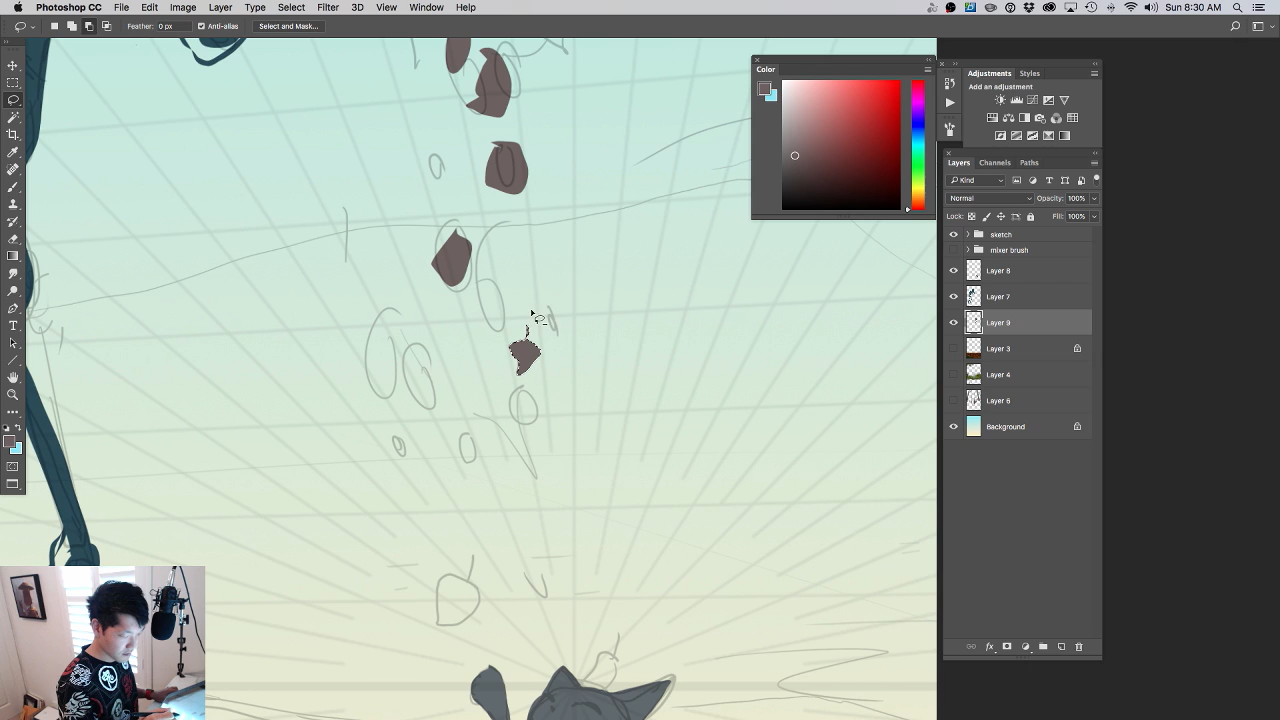 Photoshop CC File Edit Image Layer Type Select Filter 3D View Window Help Sun 8:30 AM
Feather: 0 px Anti-alias Select and Mask...
Color
Adjustments Styles
Add an adjustment
Layers Channels Paths
Kind
Normal Opacity: 100%
Lock: Fill: 100%
sketch
mixer brush
Layer 8
Layer 7
Layer 9
Layer 3
Layer 4
Layer 6
Background